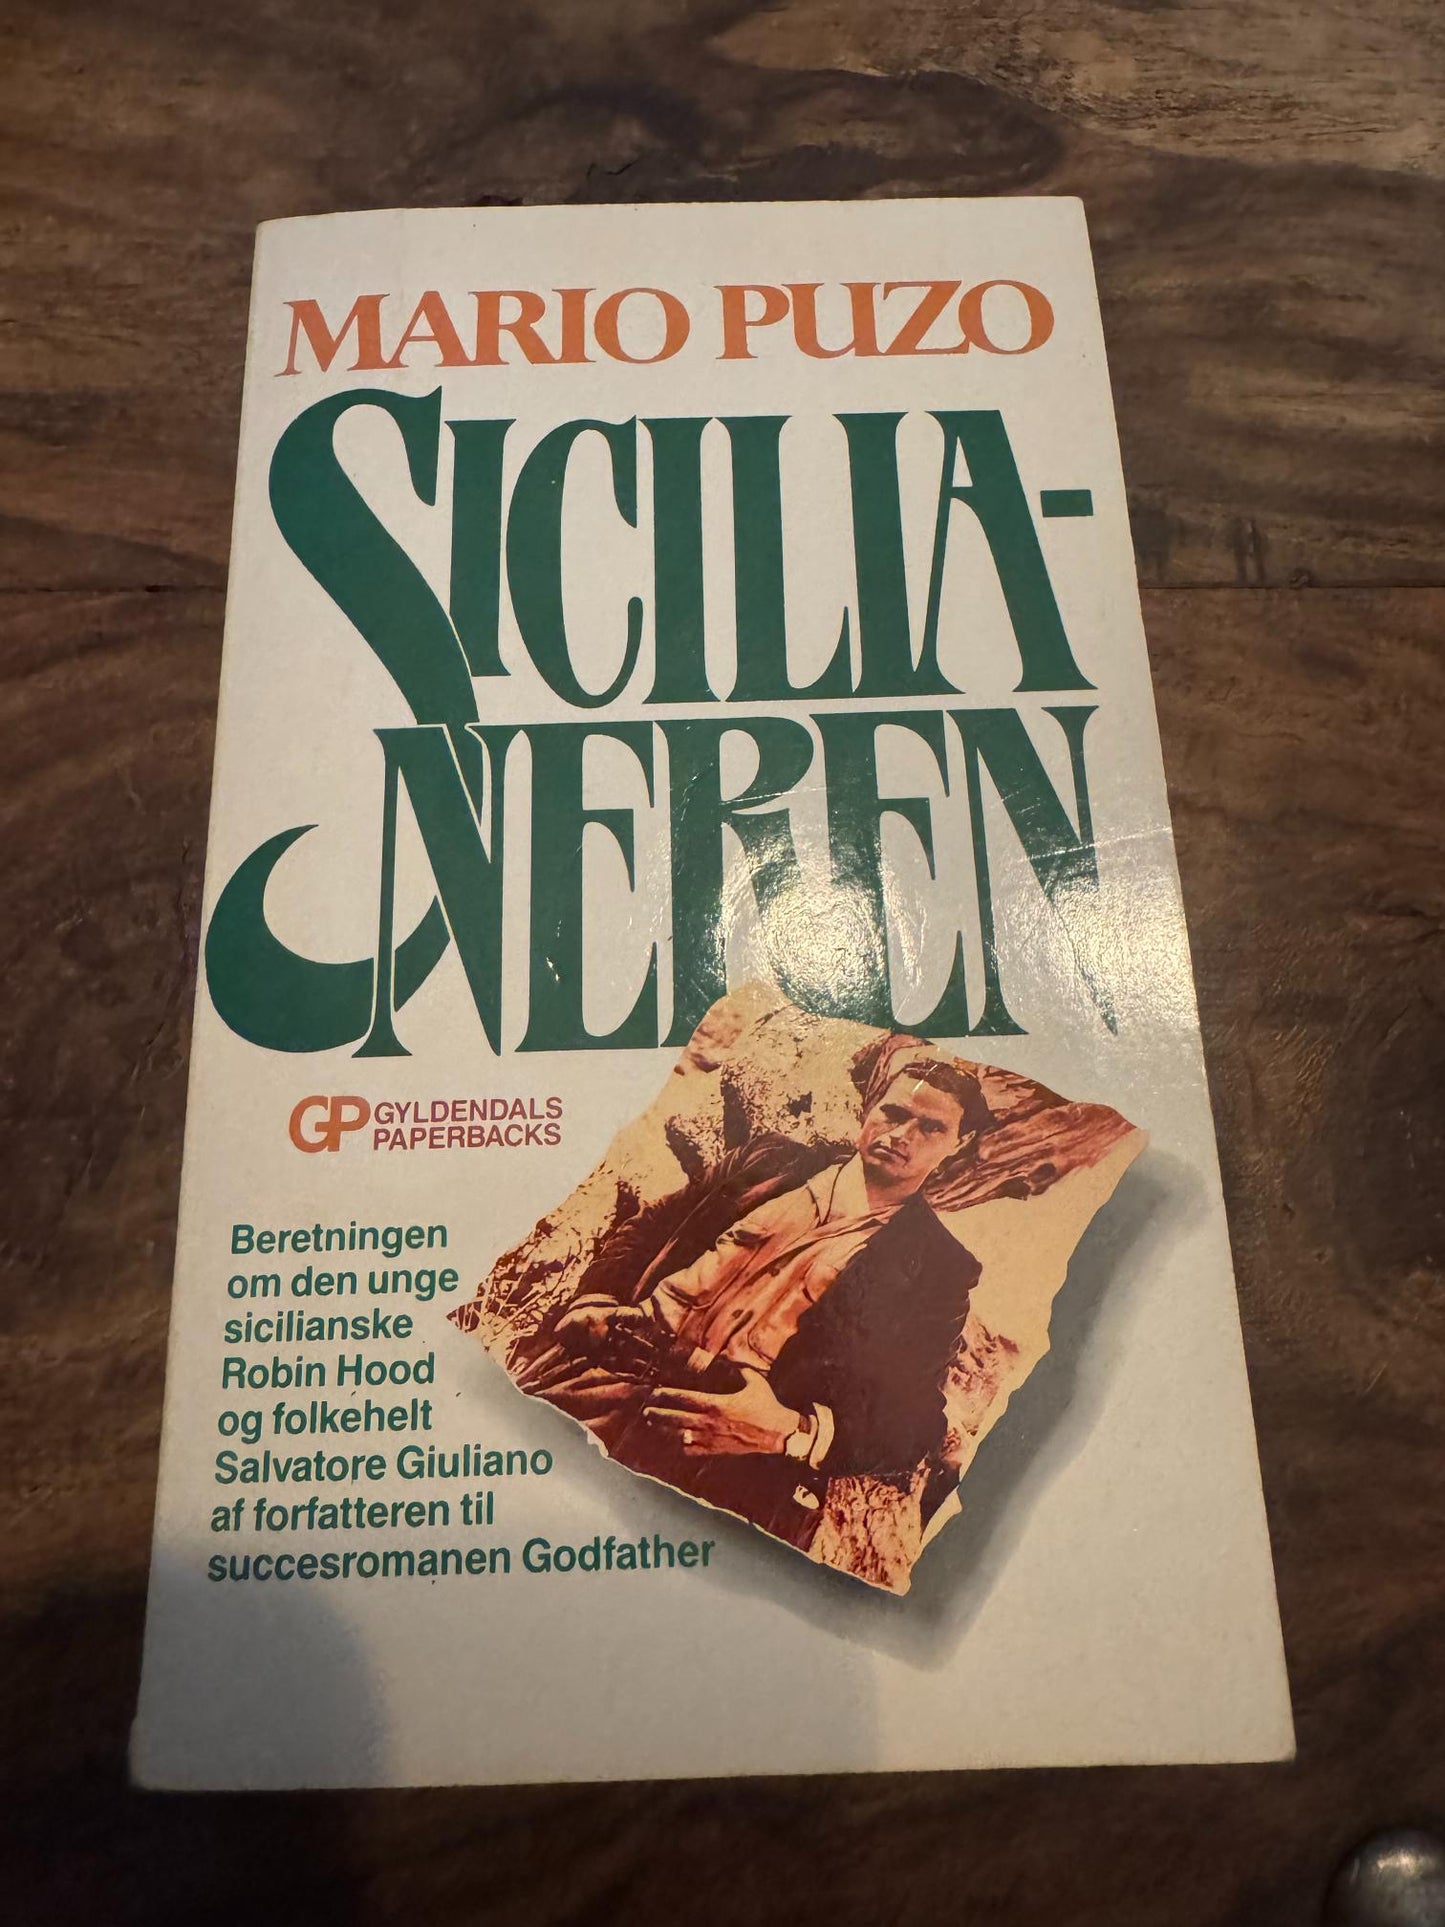 MARIO PUZO
SICILIA-
NEREN
GP GYLDENDALS
PAPERBACKS
Beretningen
om den unge
sicilianske
Robin Hood
og folkehelt
Salvatore Giuliano
af forfatteren til
succesromanen Godfather